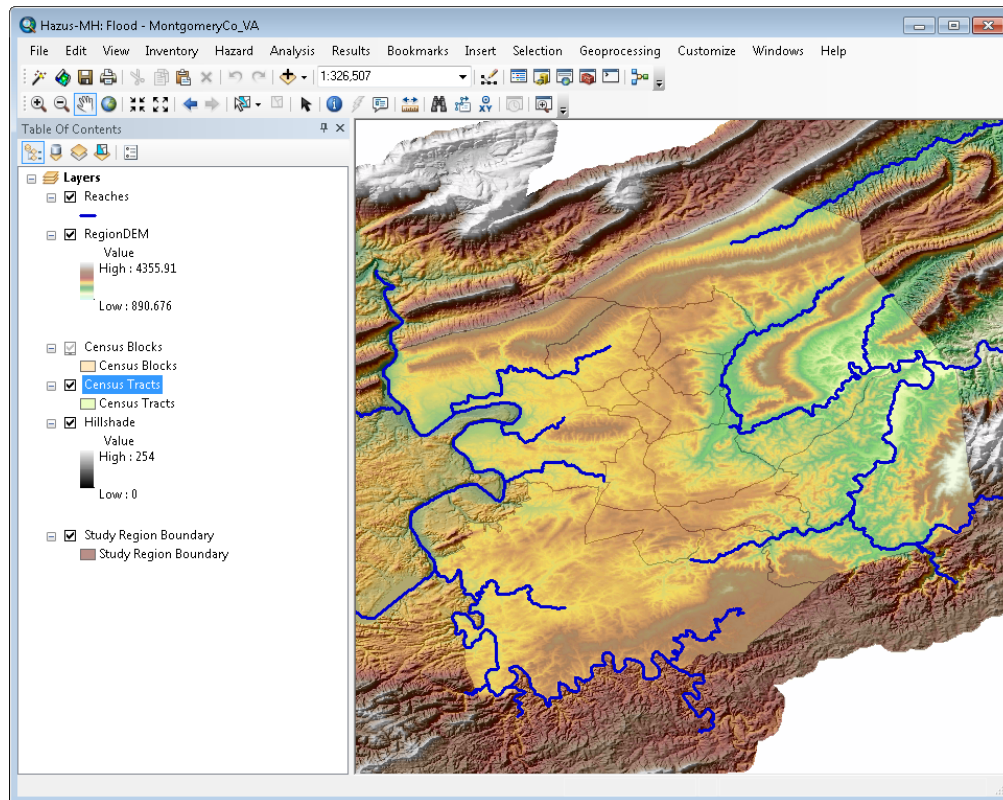 Hazus-MH: Flood - MontgomeryCo_VA
File Edit View Inventory Hazard Analysis Results Bookmarks Insert Selection Geoprocessing Customize Windows Help
1:326,507
XY
Table Of Contents
Layers
Reaches
RegionDEM
Value
High : 4355.91
Low : 890.676
Census Blocks
Census Blocks
Census Tracts
Census Tracts
Hillshade
Value
High : 254
Low : 0
Study Region Boundary
Study Region Boundary